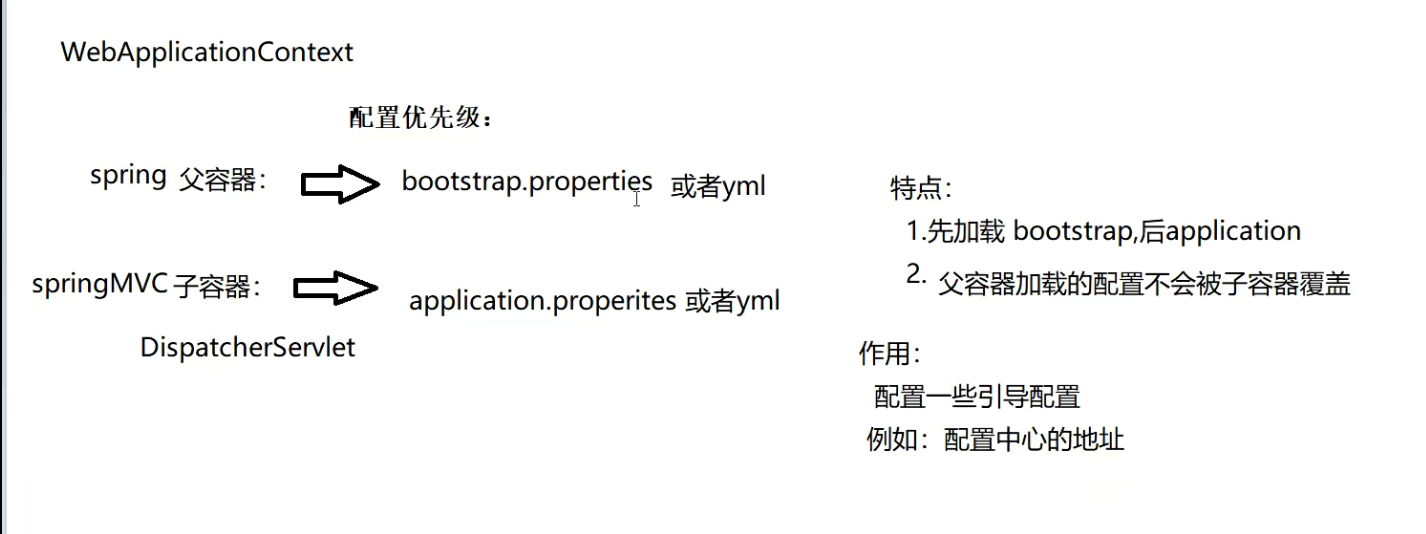 WebApplicationContext
配置优先级：
spring 父容器： bootstrap.properties 或者yml
springMVC 子容器： application.properites 或者yml
DispatcherServlet
特点：
1.先加载 bootstrap,后application
2. 父容器加载的配置不会被子容器覆盖
作用：
配置一些引导配置
例如：配置中心的地址